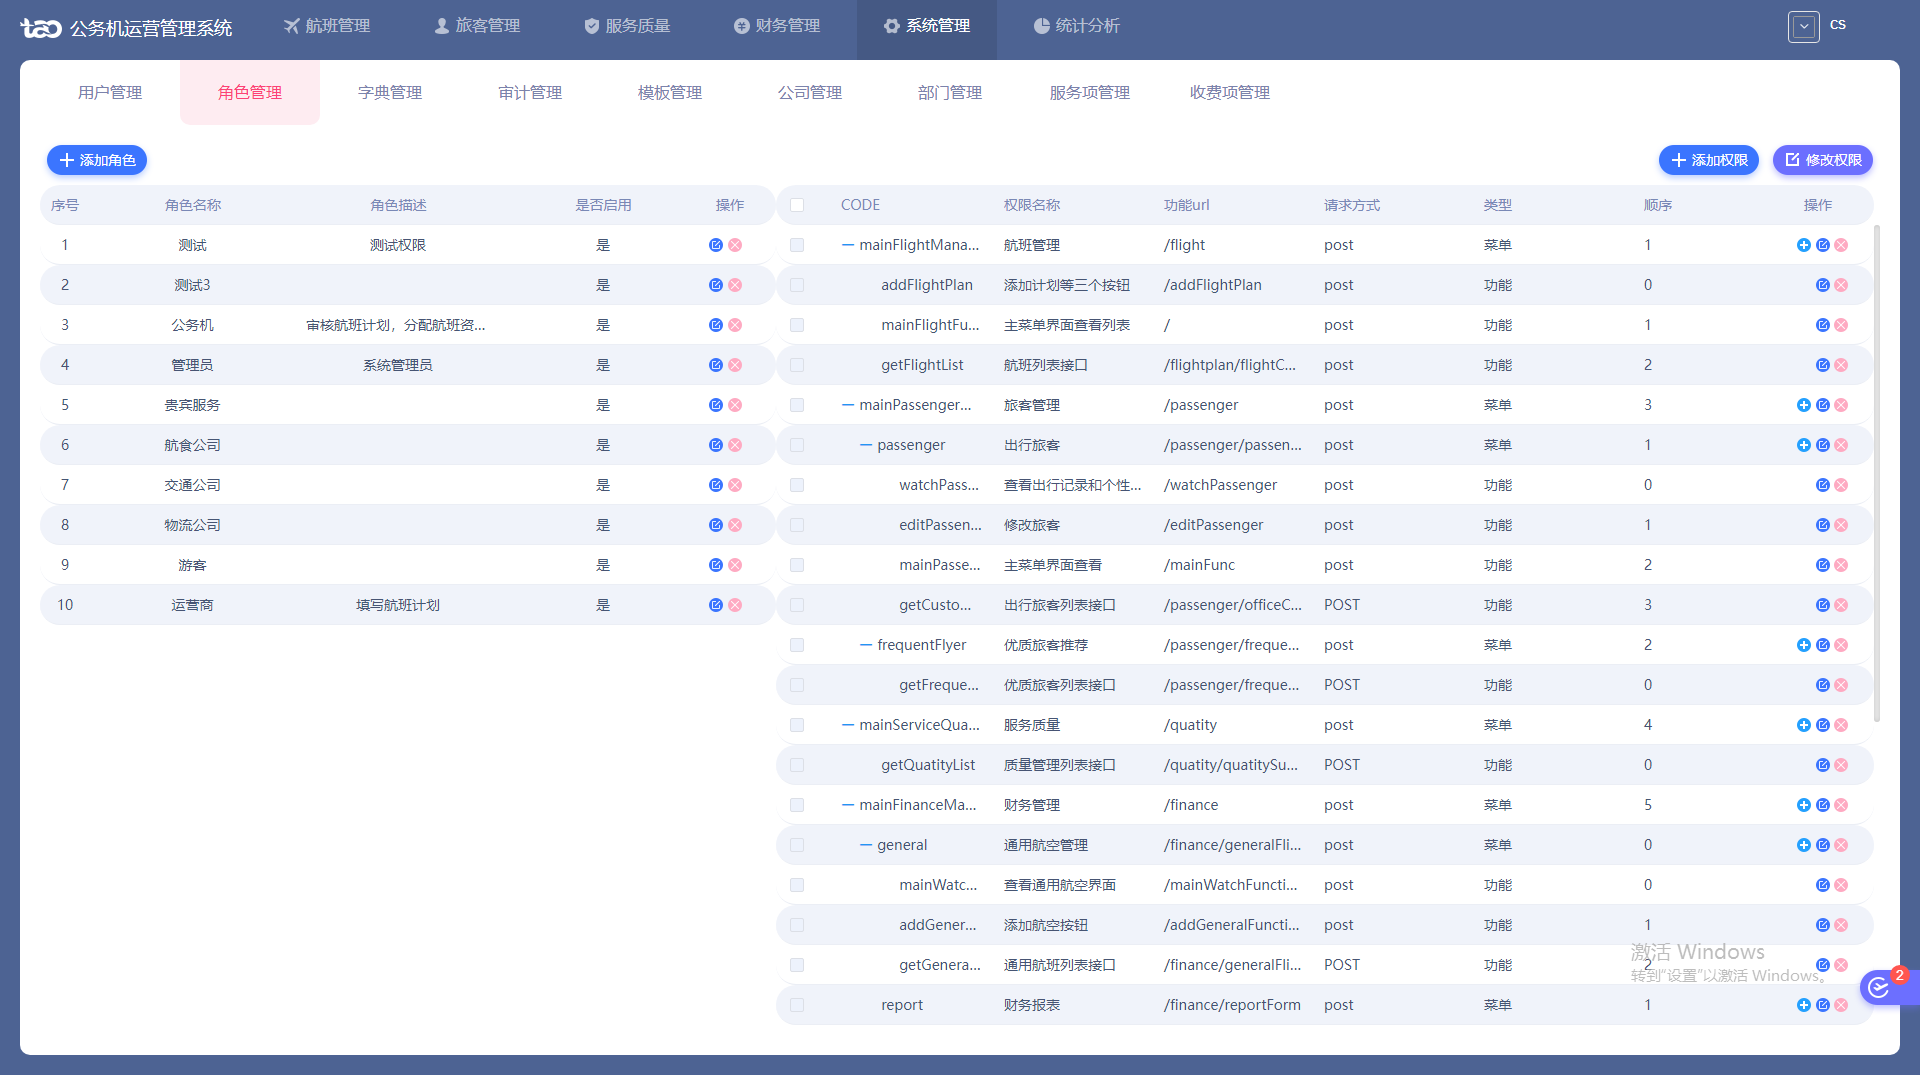 tao 公务机运营管理系统 航班管理 旅客管理 服务质量 财务管理 系统管理 统计分析 CS
用户管理 角色管理 字典管理 审计管理 模板管理 公司管理 部门管理 服务项管理 收费项管理
添加角色 添加权限 修改权限
序号 角色名称 角色描述 是否启用 操作 CODE 权限名称 功能url 请求方式 类型 顺序 操作
1 测试 测试权限 是 mainFlightMana... 航班管理 /flight post 菜单 1
2 测试3 是 addFlightPlan 添加计划等三个按钮 /addFlightPlan post 功能 0
3 公务机 审核航班计划，分配航班资... 是 mainFlightFu... 主菜单界面查看列表 / post 功能 1
4 管理员 系统管理员 是 getFlightList 航班列表接口 /flightplan/flightC... post 功能 2
5 贵宾服务 是 mainPassenger... 旅客管理 /passenger post 菜单 3
6 航食公司 是 passenger 出行旅客 /passenger/passen... post 菜单 1
7 交通公司 是 watchPass... 查看出行记录和个性... /watchPassenger post 功能 0
8 物流公司 是 editPassen... 修改旅客 /editPassenger post 功能 1
9 游客 是 mainPasse... 主菜单界面查看 /mainFunc post 功能 2
10 运营商 填写航班计划 是 getCusto... 出行旅客列表接口 /passenger/officeC... POST 功能 3
frequentFlyer 优质旅客推荐 /passenger/freque... post 菜单 2
getFreque... 优质旅客列表接口 /passenger/freque... POST 功能 0
mainServiceQua... 服务质量 /quatity post 菜单 4
getQuatityList 质量管理列表接口 /quatity/quatitySu... POST 功能 0
mainFinanceMa... 财务管理 /finance post 菜单 5
general 通用航空管理 /finance/generalFli... post 菜单 0
mainWatc... 查看通用航空界面 /mainWatchFuncti... post 功能 0
addGener... 添加航空按钮 /addGeneralFuncti... post 功能 1
激活 Windows
getGenera... 通用航班列表接口 /finance/generalFli... POST 功能 2
转到"设置"以激活 Windows。
2
report 财务报表 /finance/reportForm post 菜单 1